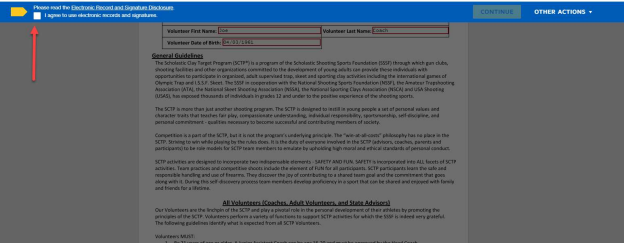 Please read the Electronic Record and Signature Disclosure.
I agree to use electronic records and signatures.
CONTINUE
OTHER ACTIONS
Volunteer First Name:
Volunteer Last Name:
Volunteer Date of Birth:
General Guidelines
The Scholastic Clay Target Program (SCTP®) is a program of the Scholastic Shooting Sports Foundation (SSSF) through which gun clubs,
shooting facilities and other organizations committed to the development of young adults can provide these individuals with
opportunities to participate in organized, adult supervised trap, skeet and sporting clay activities including the international games of
Olympic Trap and I.S.S.F. Skeet. The SSSF in cooperation with the National Shooting Sports Foundation (NSSF), the Amateur Trapshooting
Association (ATA), the National Skeet Shooting Association (NSSA), the National Sporting Clays Association (NSCA) and USA Shooting
(USAS), has exposed thousands of individuals in grades 12 and under to the positive experience of the shooting sports.
The SCTP is more than just another shooting program. The SCTP is designed to instill in young people a set of personal values and
character traits that teaches fair-play, compassionate understanding, individual responsibility, sportsmanship, self-discipline, and
personal commitment - qualities necessary to become successful and contributing members of society.
Competition is a part of the SCTP, but it is not the program's underlying principle. The "win-at-all-costs" philosophy has no place in the
SCTP. Striving to win while playing by the rules does. It is the duty of everyone involved in the SCTP (advisors, coaches, parents and
participants) to be role models for SCTP team members to emulate by upholding high moral and ethical standards of personal conduct.
SCTP activities are designed to incorporate two indispensable elements - SAFETY AND FUN. SAFETY is incorporated into ALL facets of SCTP
activities. Team practices and competitive shoots include the element of FUN for all participants. SCTP participants learn the safe and
responsible handling and use of firearms. They discover the joy of contributing to a shared team goal and the commitment that goes
along with it. During this self-discovery process team members develop proficiency in a sport that can be shared and enjoyed with family
and friends for a lifetime.
All Volunteers (Coaches, Adult Volunteers, and State Advisors)
Our Volunteers are the linchpin of the SCTP and play a pivotal role in the personal development of their athletes by promoting the
principles of the SCTP. Volunteers perform a variety of functions to support SCTP activities for which the SSSF is indeed very grateful!
The following guidelines identify what is expected from all SCTP Volunteers.
Volunteers MUST: